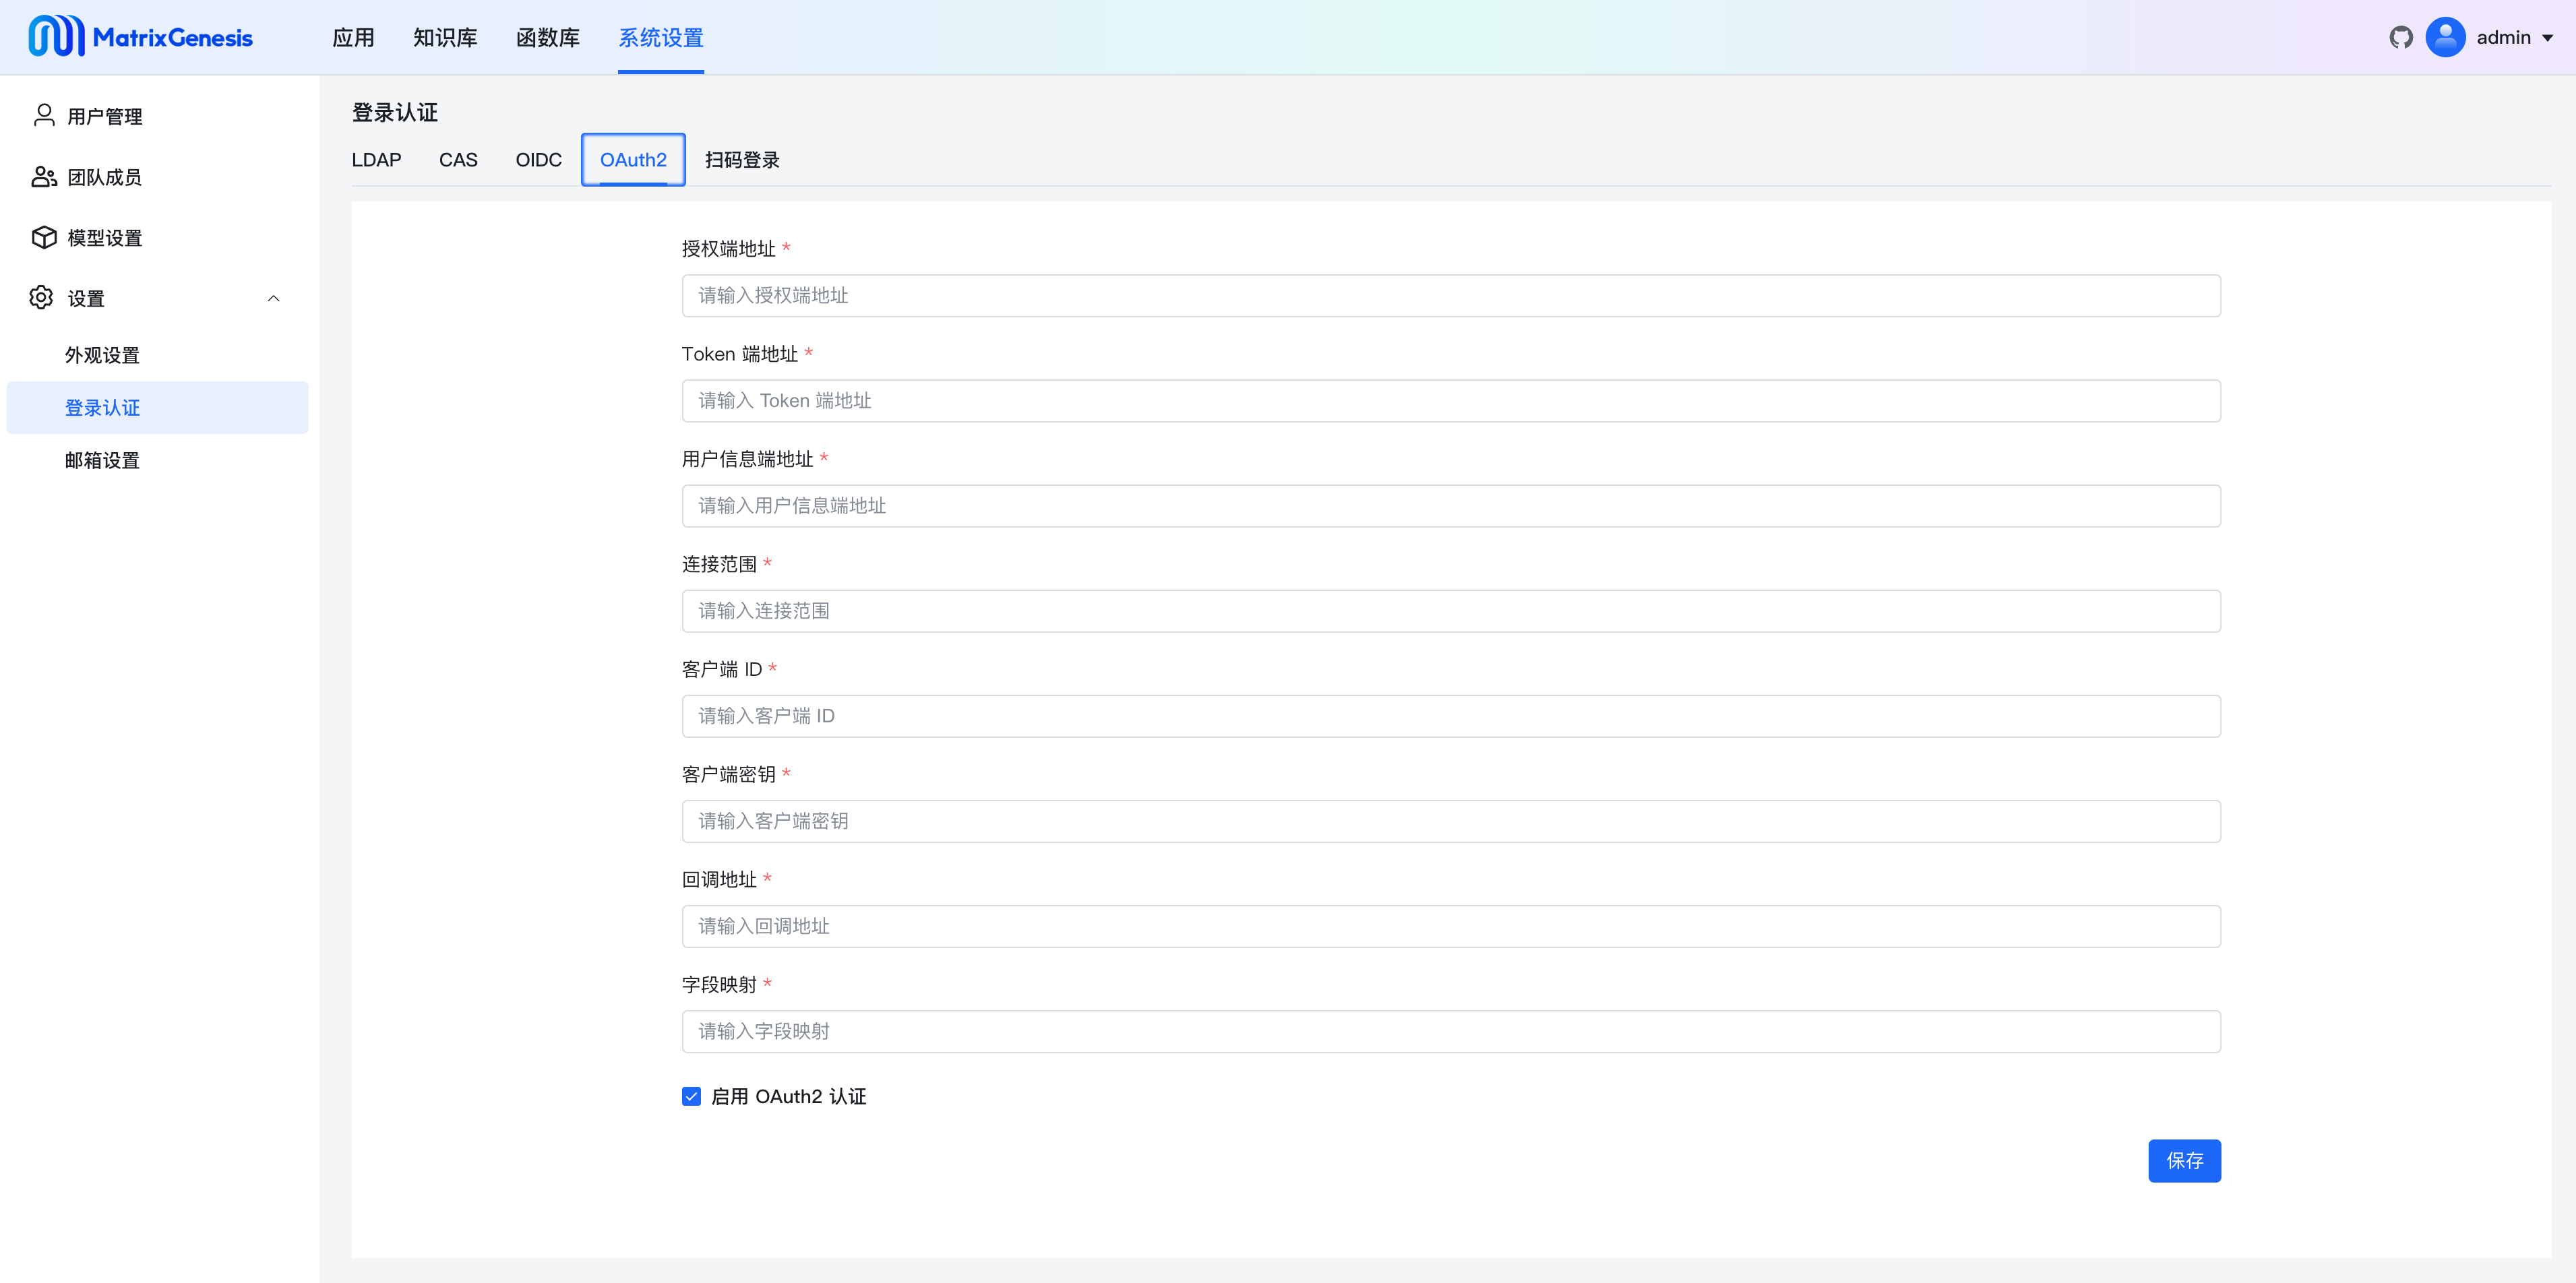 MatrixGenesis
应用 知识库 函数库 系统设置
admin
用户管理
团队成员
模型设置
设置
外观设置
登录认证
邮箱设置
登录认证
LDAP CAS OIDC OAuth2 扫码登录
授权端地址 *
请输入授权端地址
Token 端地址 *
请输入 Token 端地址
用户信息端地址 *
请输入用户信息端地址
连接范围 *
请输入连接范围
客户端 ID *
请输入客户端 ID
客户端密钥 *
请输入客户端密钥
回调地址 *
请输入回调地址
字段映射 *
请输入字段映射
启用 OAuth2 认证
保存